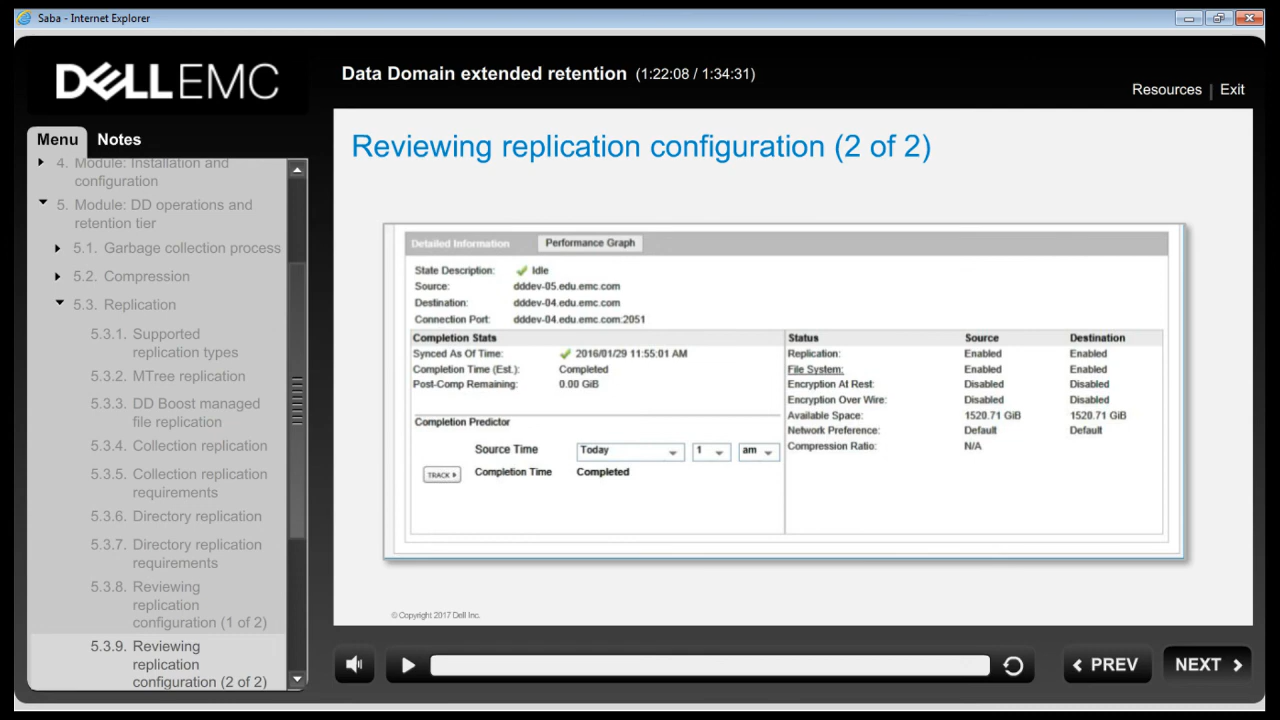 Saba - Internet Explorer
DELLEMC
Data Domain extended retention (1:22:08 / 1:34:31)
Resources | Exit
Menu Notes
4. Module: Installation and
configuration
5. Module: DD operations and
retention tier
5.1. Garbage collection process
5.2. Compression
5.3. Replication
5.3.1. Supported
replication types
5.3.2. MTree replication
5.3.3. DD Boost managed
file replication
5.3.4. Collection replication
5.3.5. Collection replication
requirements
5.3.6. Directory replication
5.3.7. Directory replication
requirements
5.3.8. Reviewing
replication
configuration (1 of 2)
5.3.9. Reviewing
replication
configuration (2 of 2)
Reviewing replication configuration (2 of 2)
Detailed Information Performance Graph
State Description: Idle
Source: dddev-05.edu.emc.com
Destination: dddev-04.edu.emc.com
Connection Port: dddev-04.edu.emc.com:2051
Completion Stats
Synced As Of Time: 2016/01/29 11:55:01 AM
Completion Time (Est.): Completed
Post-Comp Remaining: 0.00 GiB
Completion Predictor
Source Time Today 1 am
TRACK Completion Time Completed
Status Source Destination
Replication: Enabled Enabled
File System: Enabled Enabled
Encryption At Rest: Disabled Disabled
Encryption Over Wire: Disabled Disabled
Available Space: 1520.71 GiB 1520.71 GiB
Network Preference: Default Default
Compression Ratio: N/A
© Copyright 2017 Dell Inc.
PREV NEXT